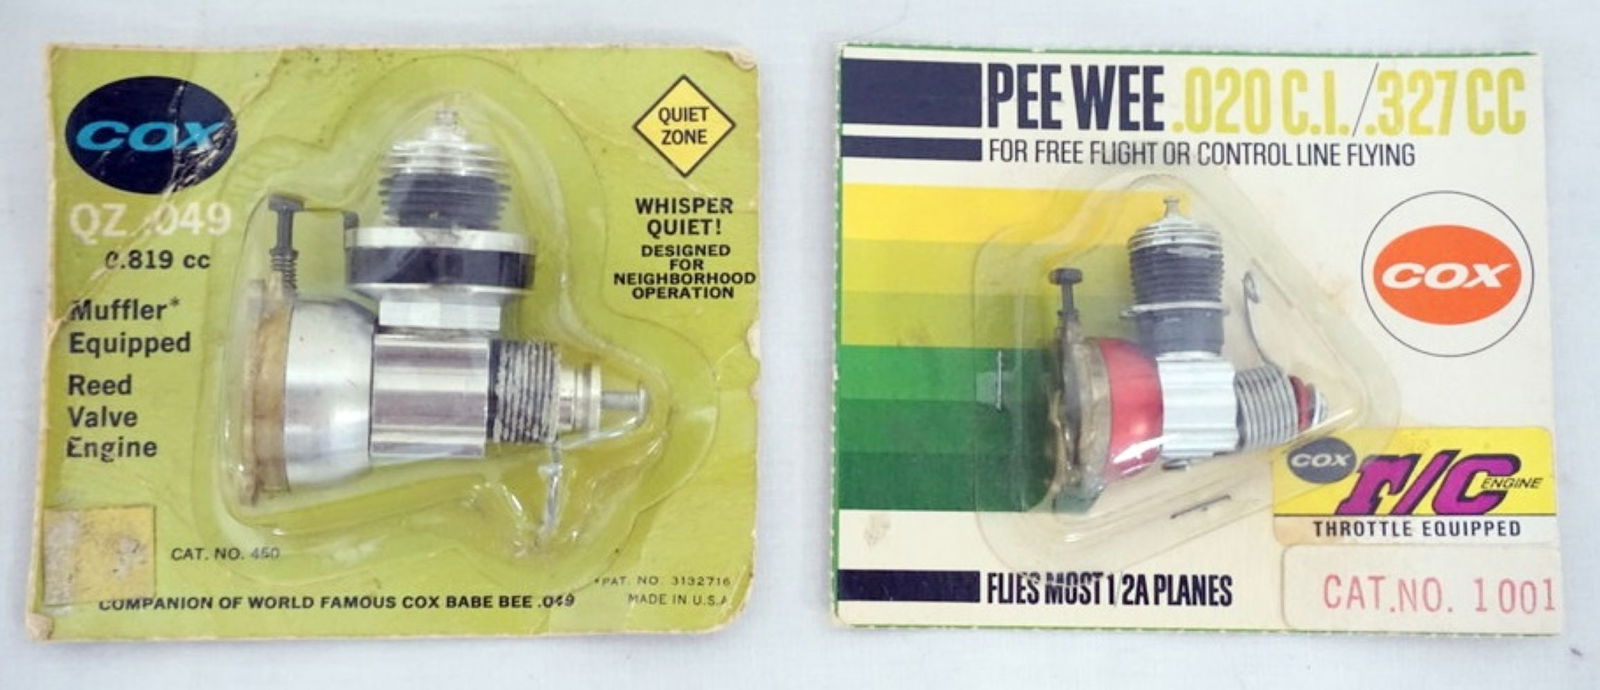 COX
QZ .049
0.819 cc
Muffler*
Equipped
Reed
Valve
Engine
QUIET
ZONE
WHISPER
QUIET!
DESIGNED
FOR
NEIGHBORHOOD
OPERATION
CAT. NO. 450
*PAT. NO. 3132716
MADE IN U.S.A.
COMPANION OF WORLD FAMOUS COX BABE BEE .049
PEE WEE .020 C.I./.327 CC
FOR FREE FLIGHT OR CONTROL LINE FLYING
COX
COX r/c ENGINE
THROTTLE EQUIPPED
FLIES MOST 1/2A PLANES
CAT.NO. 1001